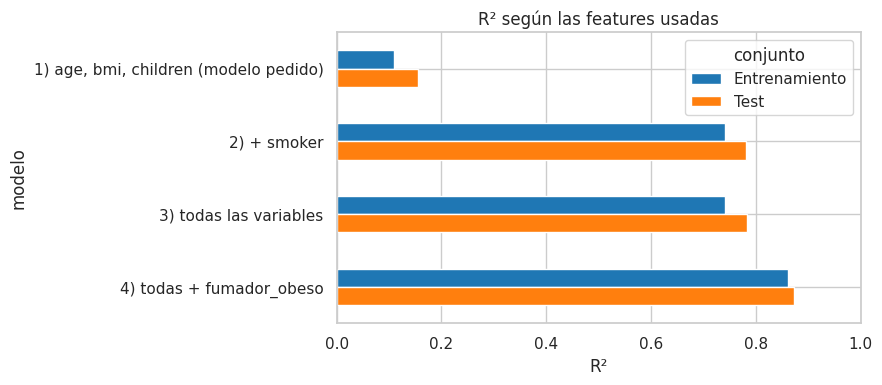 R² según las features usadas
conjunto
Entrenamiento
Test
modelo
1) age, bmi, children (modelo pedido)
2) + smoker
3) todas las variables
4) todas + fumador_obeso
0.0 0.2 0.4 0.6 0.8 1.0
R²